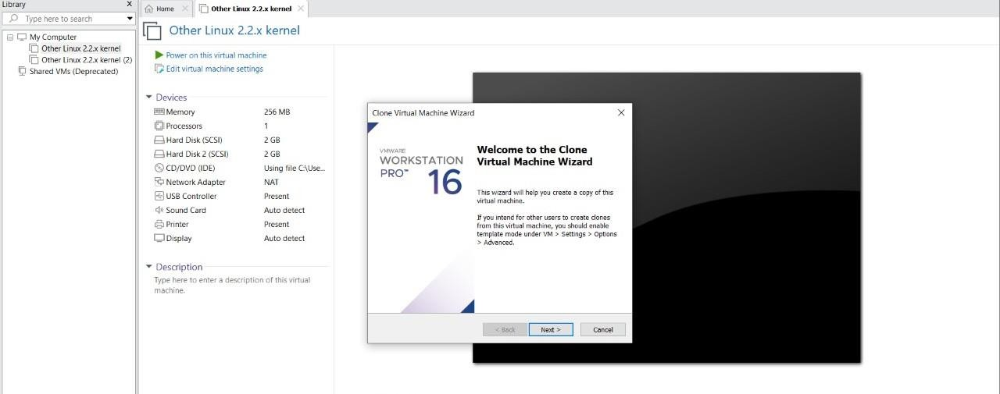 Library
X
Home
Other Linux 2.2.x kernel
Type here to search
My Computer
Other Linux 2.2.x kernel
Other Linux 2.2.x kernel (2)
Shared VMs (Deprecated)
Other Linux 2.2.x kernel
Power on this virtual machine
Edit virtual machine settings
Devices
Memory 256 MB
Processors 1
Hard Disk (SCSI) 2 GB
Hard Disk 2 (SCSI) 2 GB
CD/DVD (IDE) Using file C:\Use...
Network Adapter NAT
USB Controller Present
Sound Card Auto detect
Printer Present
Display Auto detect
Description
Type here to enter a description of this virtual
machine.
Clone Virtual Machine Wizard
VMWARE
WORKSTATION
PRO™ 16
Welcome to the Clone
Virtual Machine Wizard
This wizard will help you create a copy of this
virtual machine.
If you intend for other users to create clones
from this virtual machine, you should enable
template mode under VM > Settings > Options
> Advanced.
< Back Next > Cancel